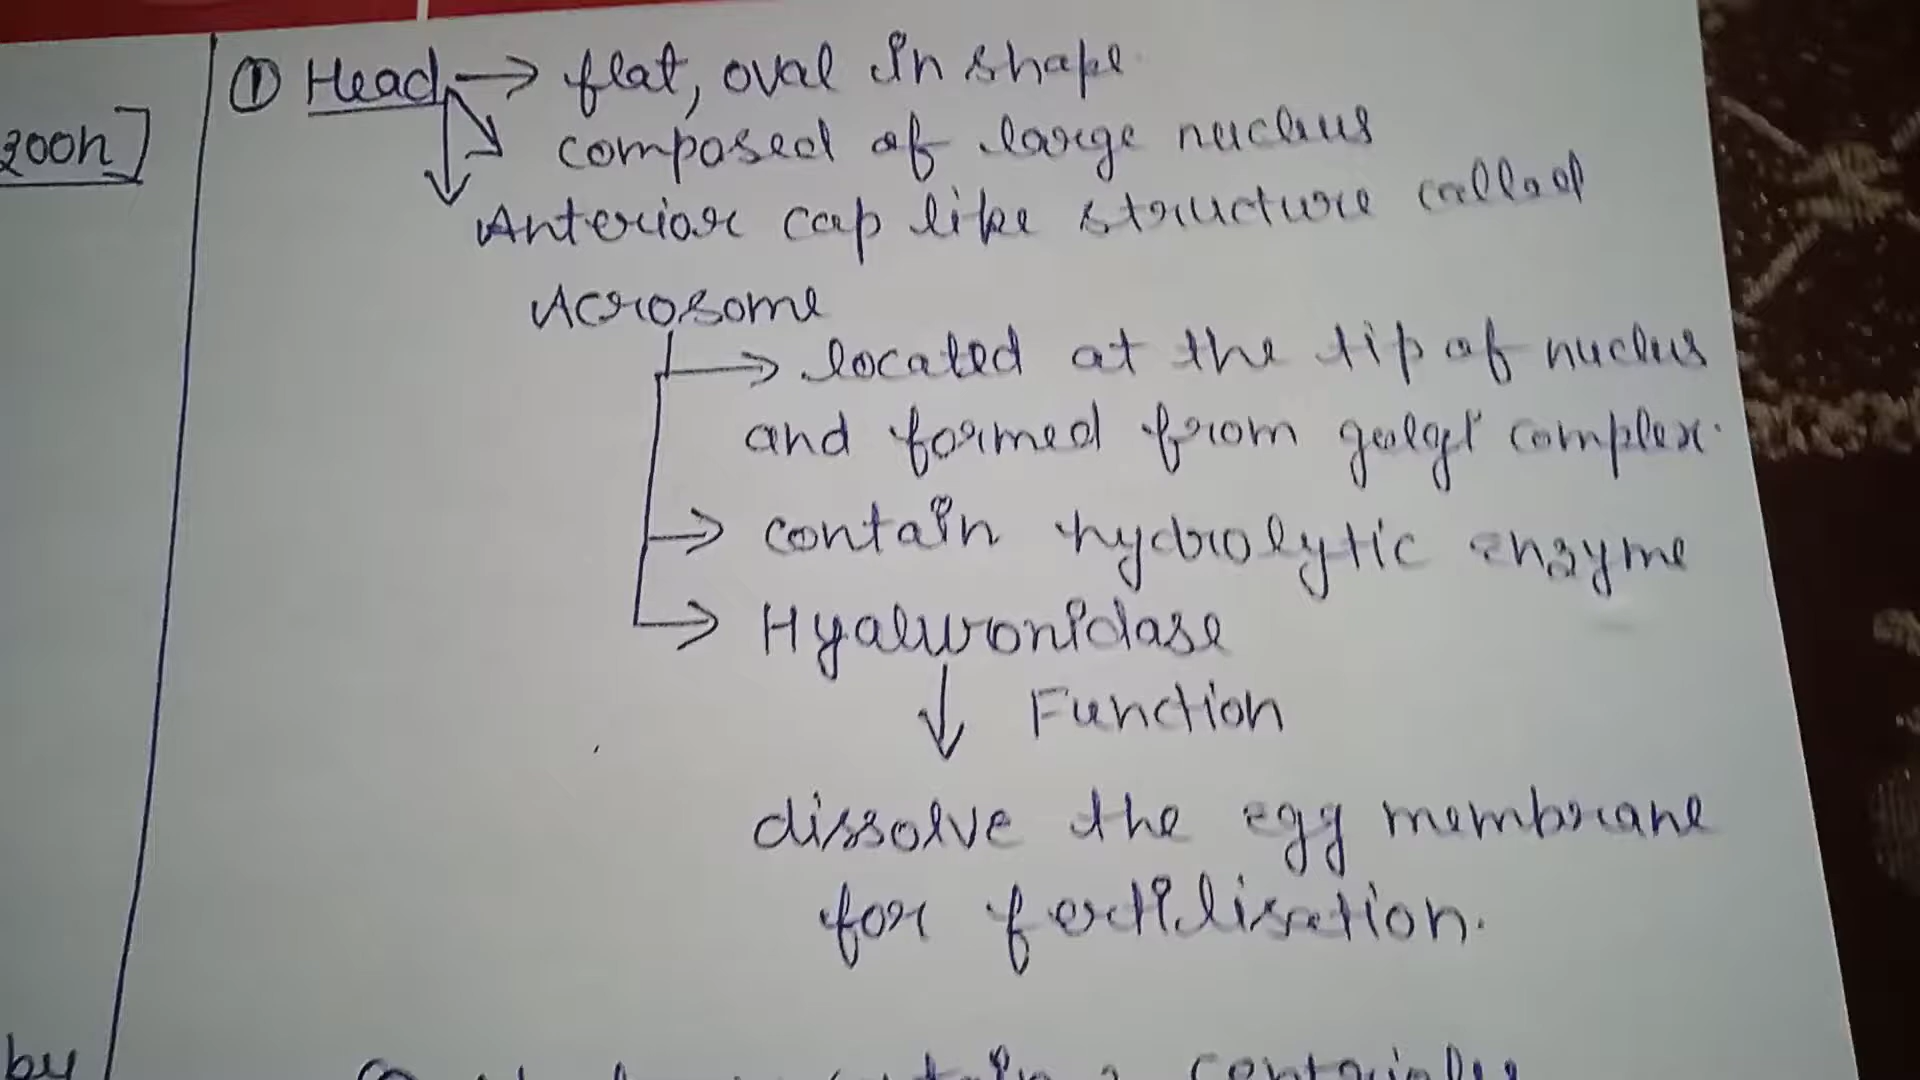 ① Head → flat, oval in shape
200h]
composed of large nucleus
Anterior cap like structure called
Acrosome
→ located at the tip of nucleus
and formed from golgi complex.
→ contain hydrolytic enzyme
→ Hyaluronidase
↓ Function
dissolve the egg membrane
for fertilisation.
by